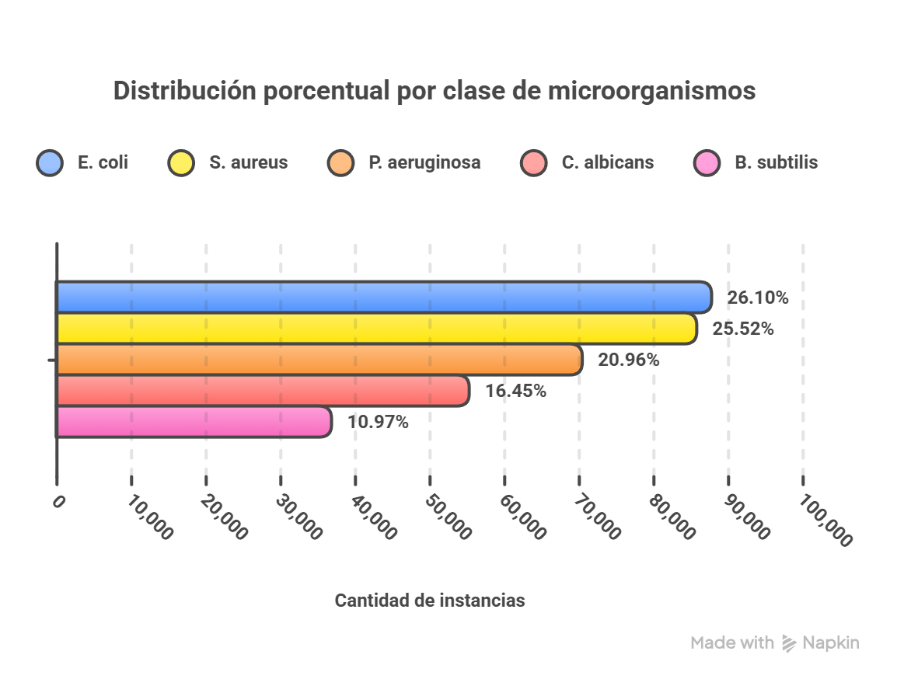 Distribución porcentual por clase de microorganismos
E. coli S. aureus P. aeruginosa C. albicans B. subtilis
26.10%
25.52%
20.96%
16.45%
10.97%
0 10,000 20,000 30,000 40,000 50,000 60,000 70,000 80,000 90,000 100,000
Cantidad de instancias
Made with Napkin